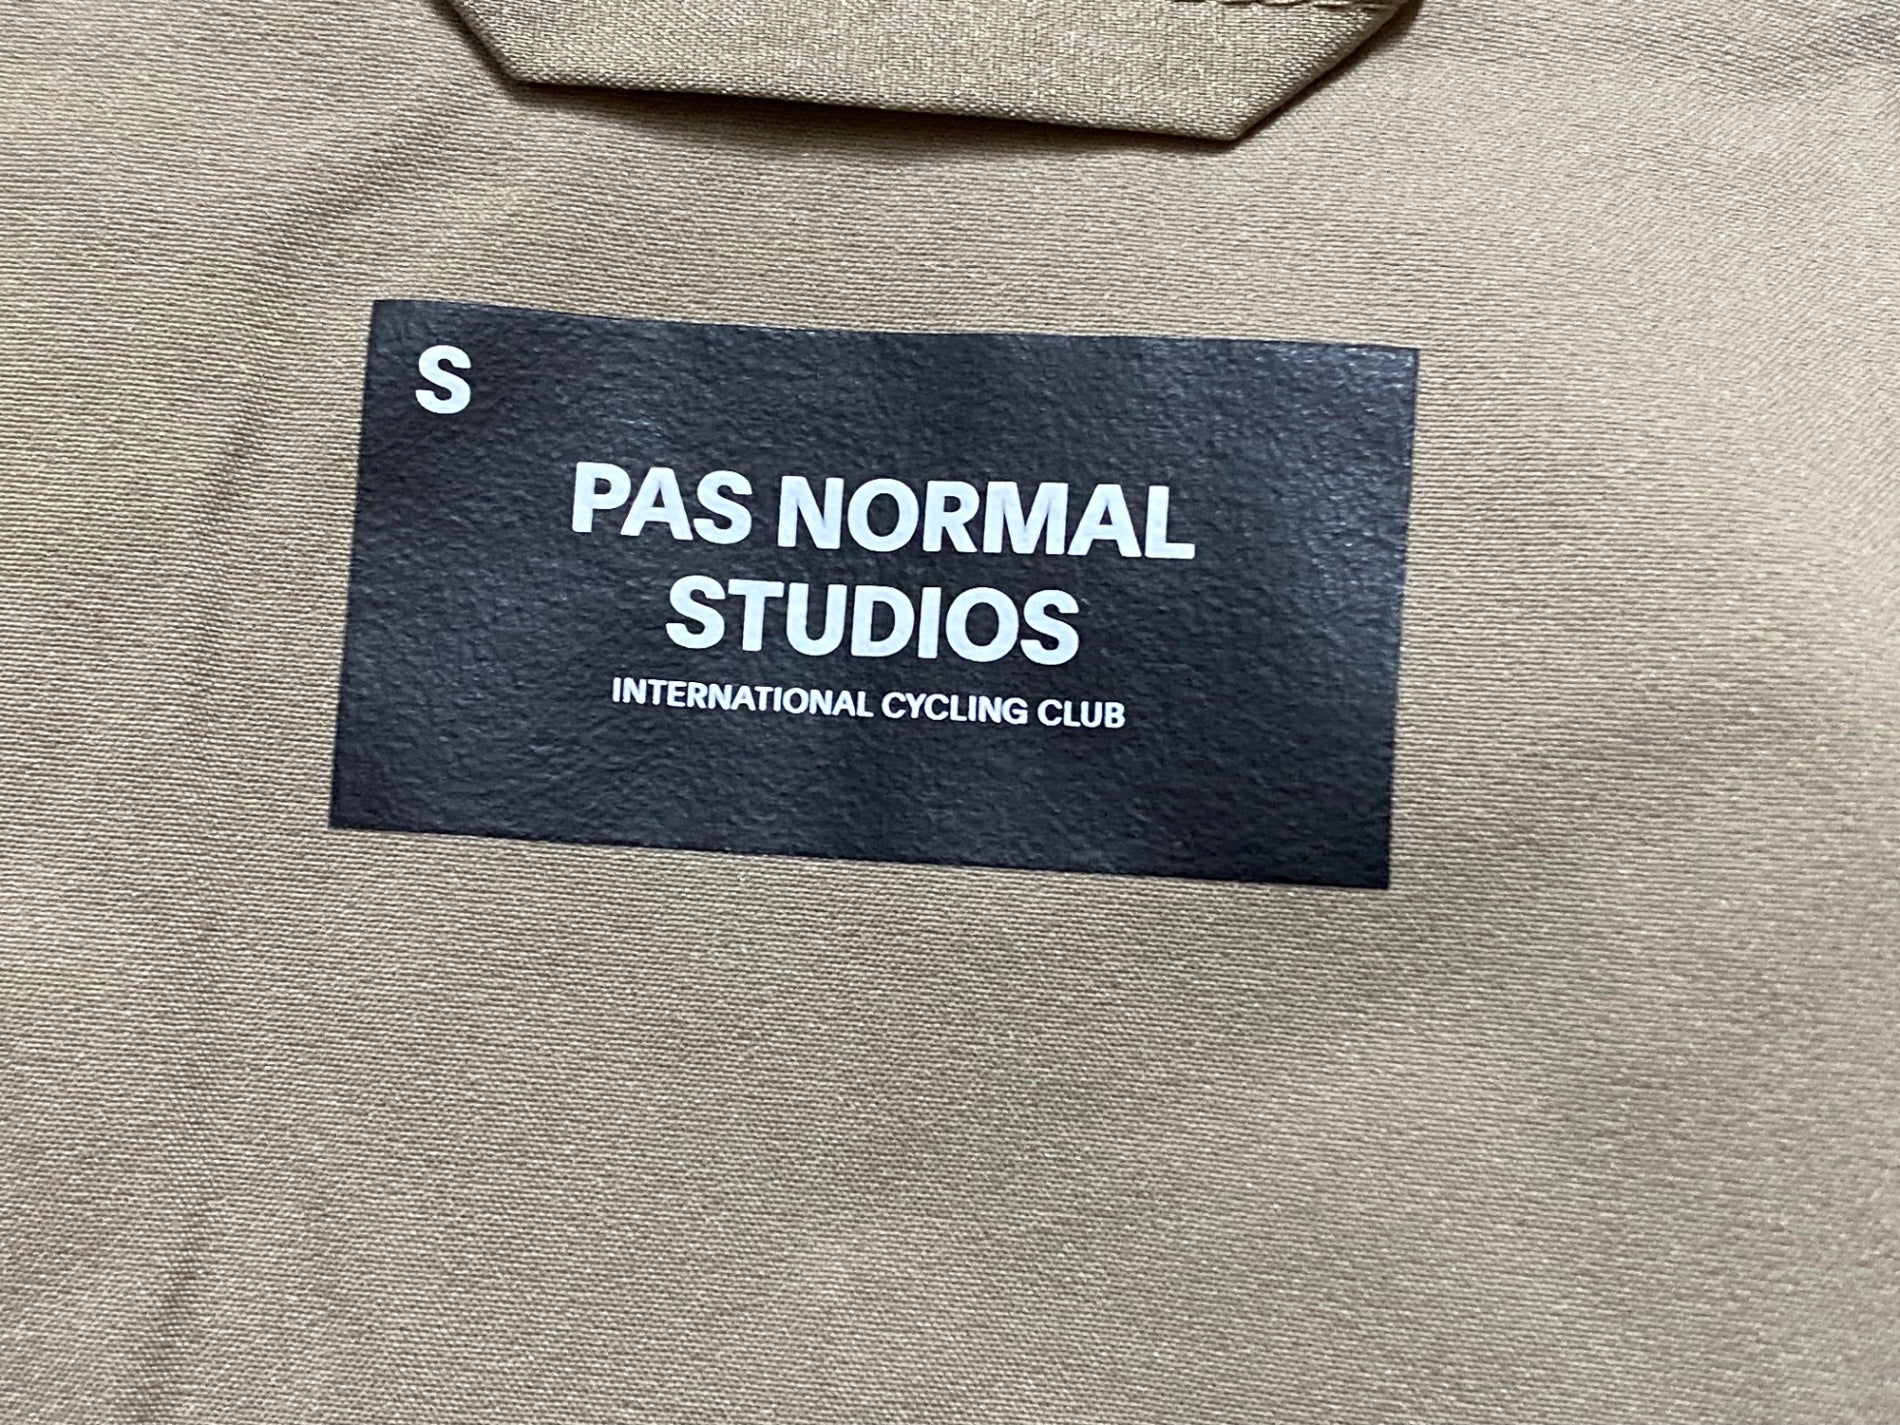 S
PAS NORMAL
STUDIOS
INTERNATIONAL CYCLING CLUB